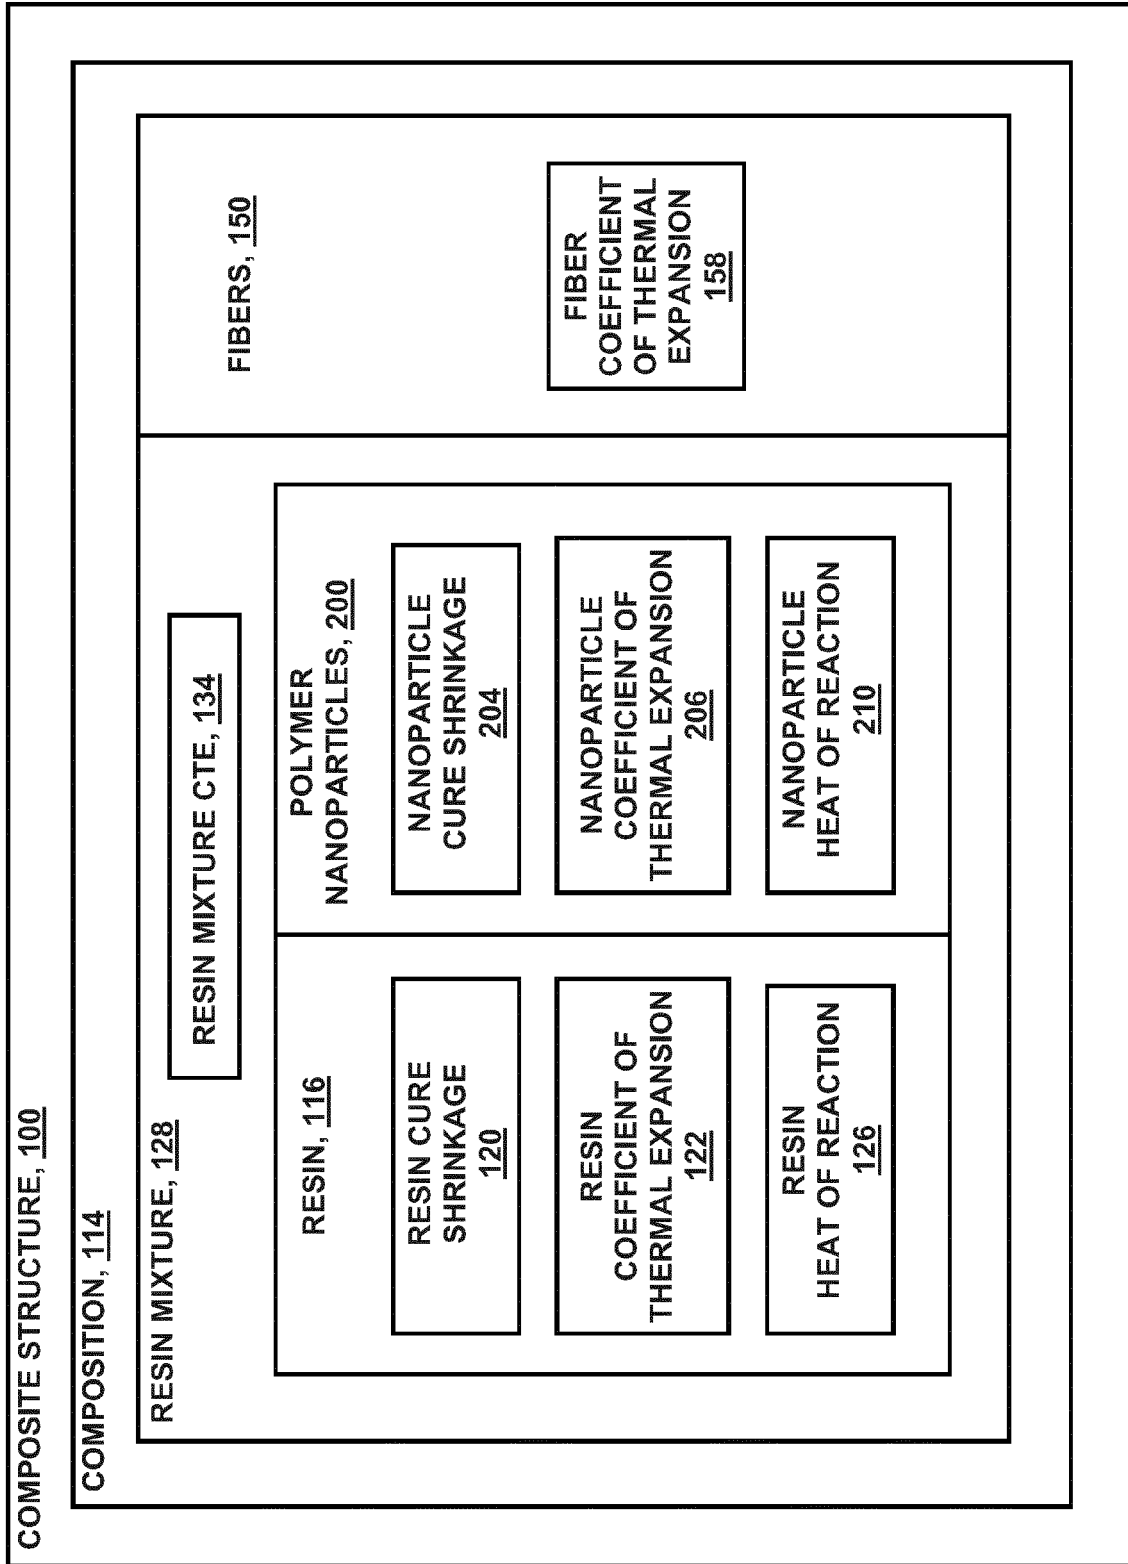 COMPOSITE STRUCTURE, 100
COMPOSITION, 114
RESIN MIXTURE, 128
RESIN MIXTURE CTE, 134
RESIN, 116
RESIN CURE
SHRINKAGE
120
RESIN
COEFFICIENT OF
THERMAL EXPANSION
122
RESIN
HEAT OF REACTION
126
POLYMER
NANOPARTICLES, 200
NANOPARTICLE
CURE SHRINKAGE
204
NANOPARTICLE
COEFFICIENT OF
THERMAL EXPANSION
206
NANOPARTICLE
HEAT OF REACTION
210
FIBERS, 150
FIBER
COEFFICIENT
OF THERMAL
EXPANSION
158